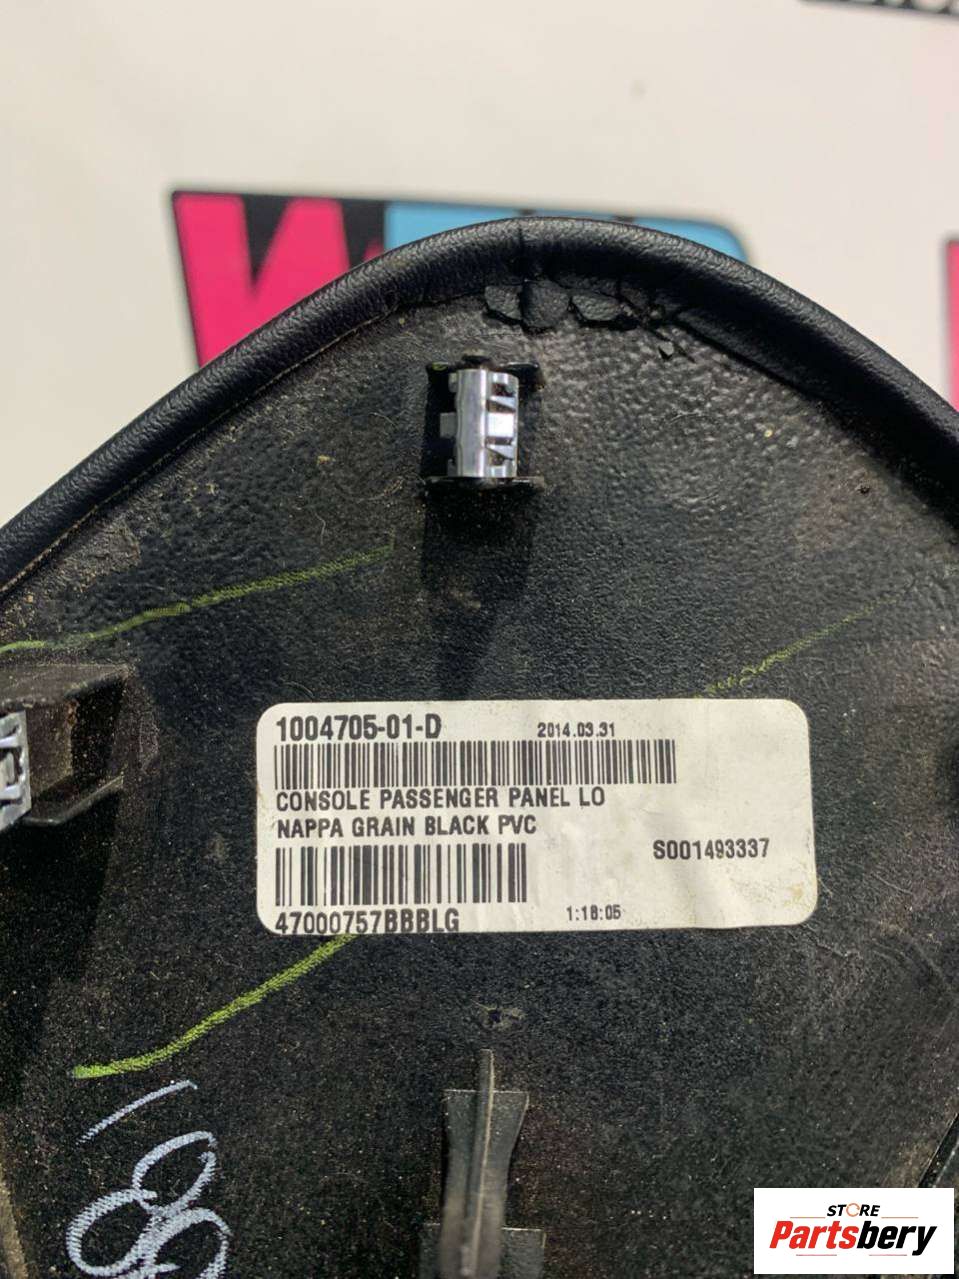 1004705-01-D 2014.03.31
CONSOLE PASSENGER PANEL LO
NAPPA GRAIN BLACK PVC
S001493337
47000757BBBLG 1:18:05
STORE
Partsbery